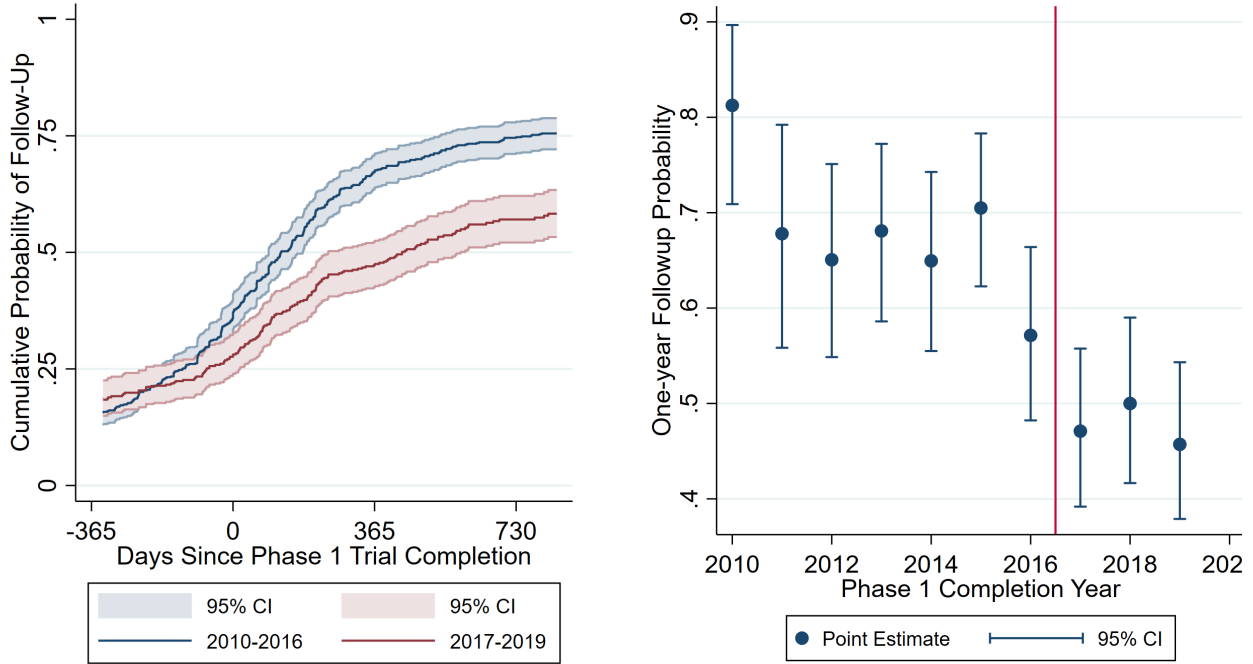 Cumulative Probability of Follow-Up
1
.75
.5
.25
0
-365 0 365 730
Days Since Phase 1 Trial Completion
95% CI 95% CI
2010-2016 2017-2019
One-year Followup Probability
.9
.8
.7
.6
.5
.4
2010 2012 2014 2016 2018 202
Phase 1 Completion Year
Point Estimate 95% CI